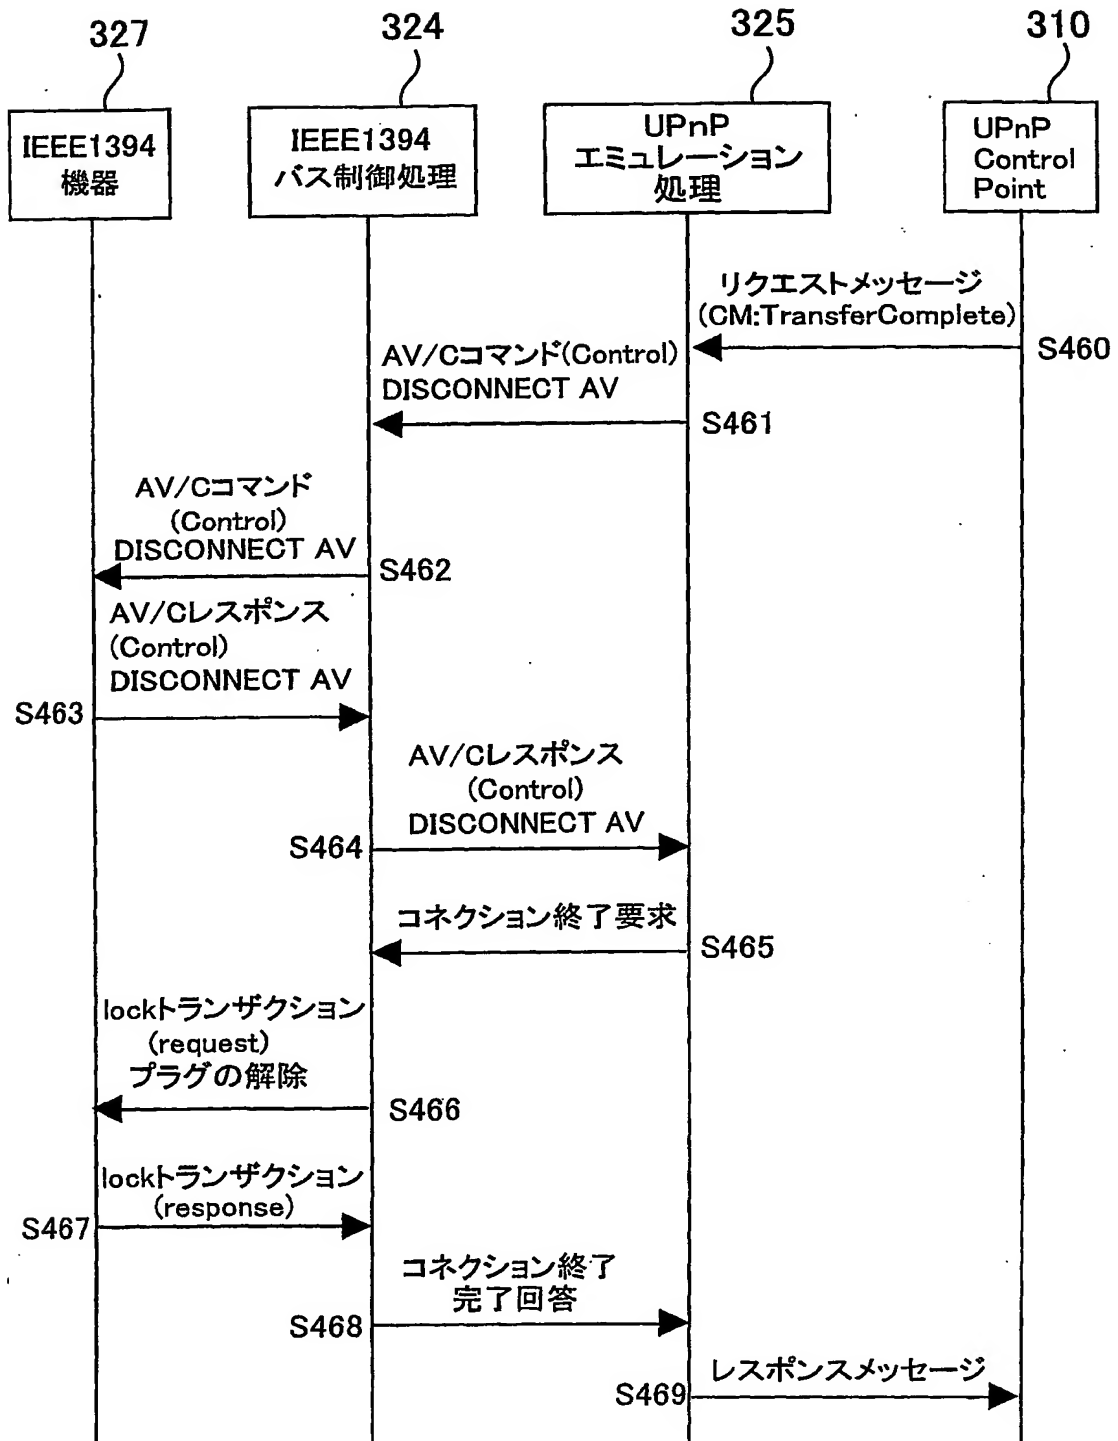 327
324
325
310
IEEE1394
機器
IEEE1394
バス制御処理
UPnP
エミュレーション
処理
UPnP
Control
Point
リクエストメッセージ
(CM:TransferComplete)
S460
AV/Cコマンド(Control)
DISCONNECT AV
S461
AV/Cコマンド
(Control)
DISCONNECT AV
S462
AV/Cレスポンス
(Control)
DISCONNECT AV
S463
AV/Cレスポンス
(Control)
DISCONNECT AV
S464
コネクション終了要求
S465
lockトランザクション
(request)
プラグの解除
S466
lockトランザクション
(response)
S467
コネクション終了
完了回答
S468
レスポンスメッセージ
S469